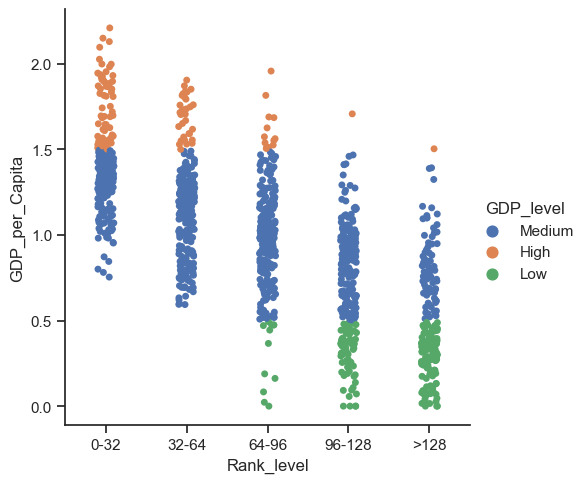 2.0
1.5
1.0
0.5
0.0
GDP_per_Capita
0-32 32-64 64-96 96-128 >128
Rank_level
GDP_level
Medium
High
Low